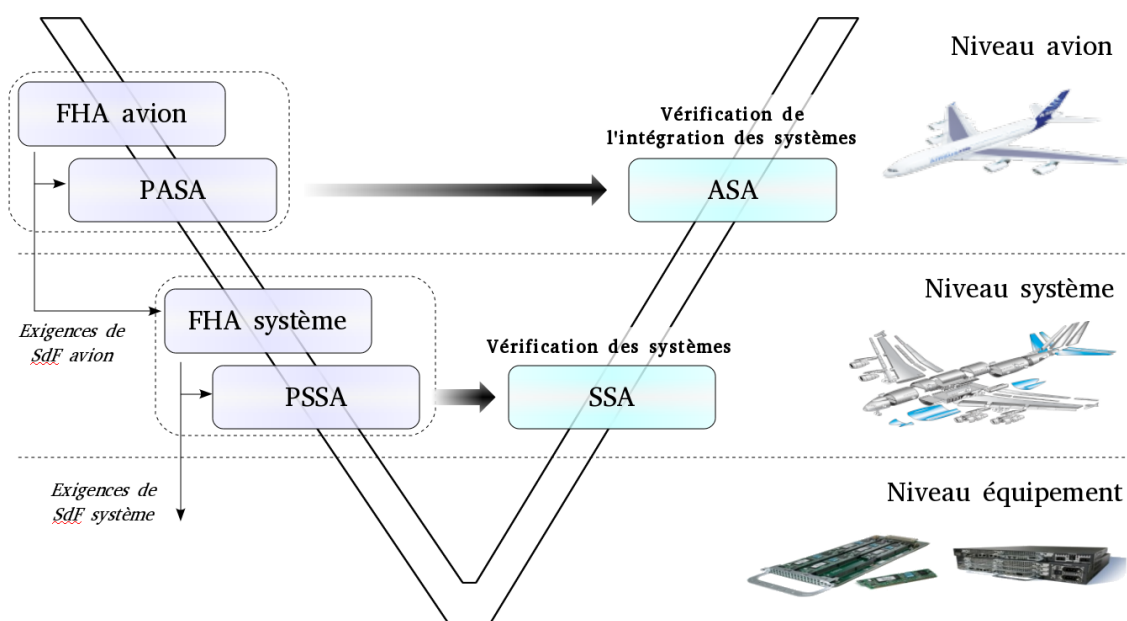 Niveau avion
FHA avion
Vérification de
l'intégration des systèmes
PASA
ASA
Niveau système
FHA système
Exigences de
SdF avion
Vérification des systèmes
PSSA
SSA
Niveau équipement
Exigences de
SdF système